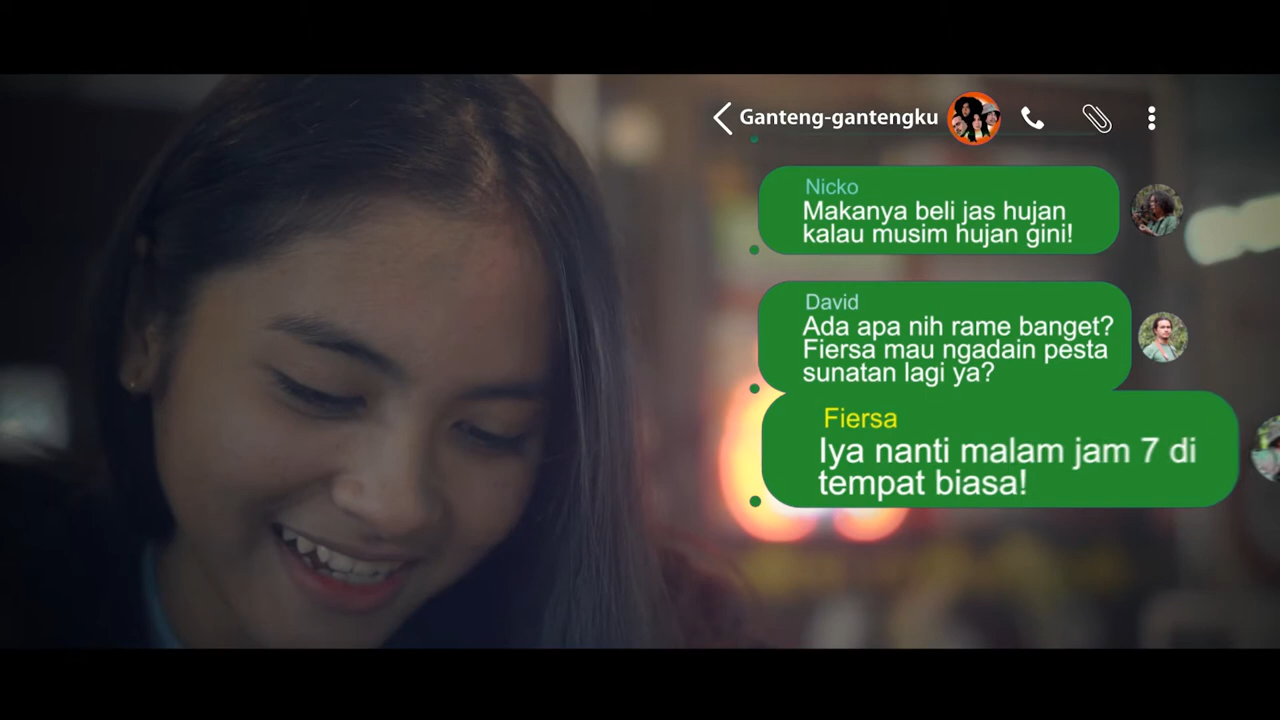 Ganteng-gantengku
Nicko
Makanya beli jas hujan
kalau musim hujan gini!
David
Ada apa nih rame banget?
Fiersa mau ngadain pesta
sunatan lagi ya?
Fiersa
Iya nanti malam jam 7 di
tempat biasa!